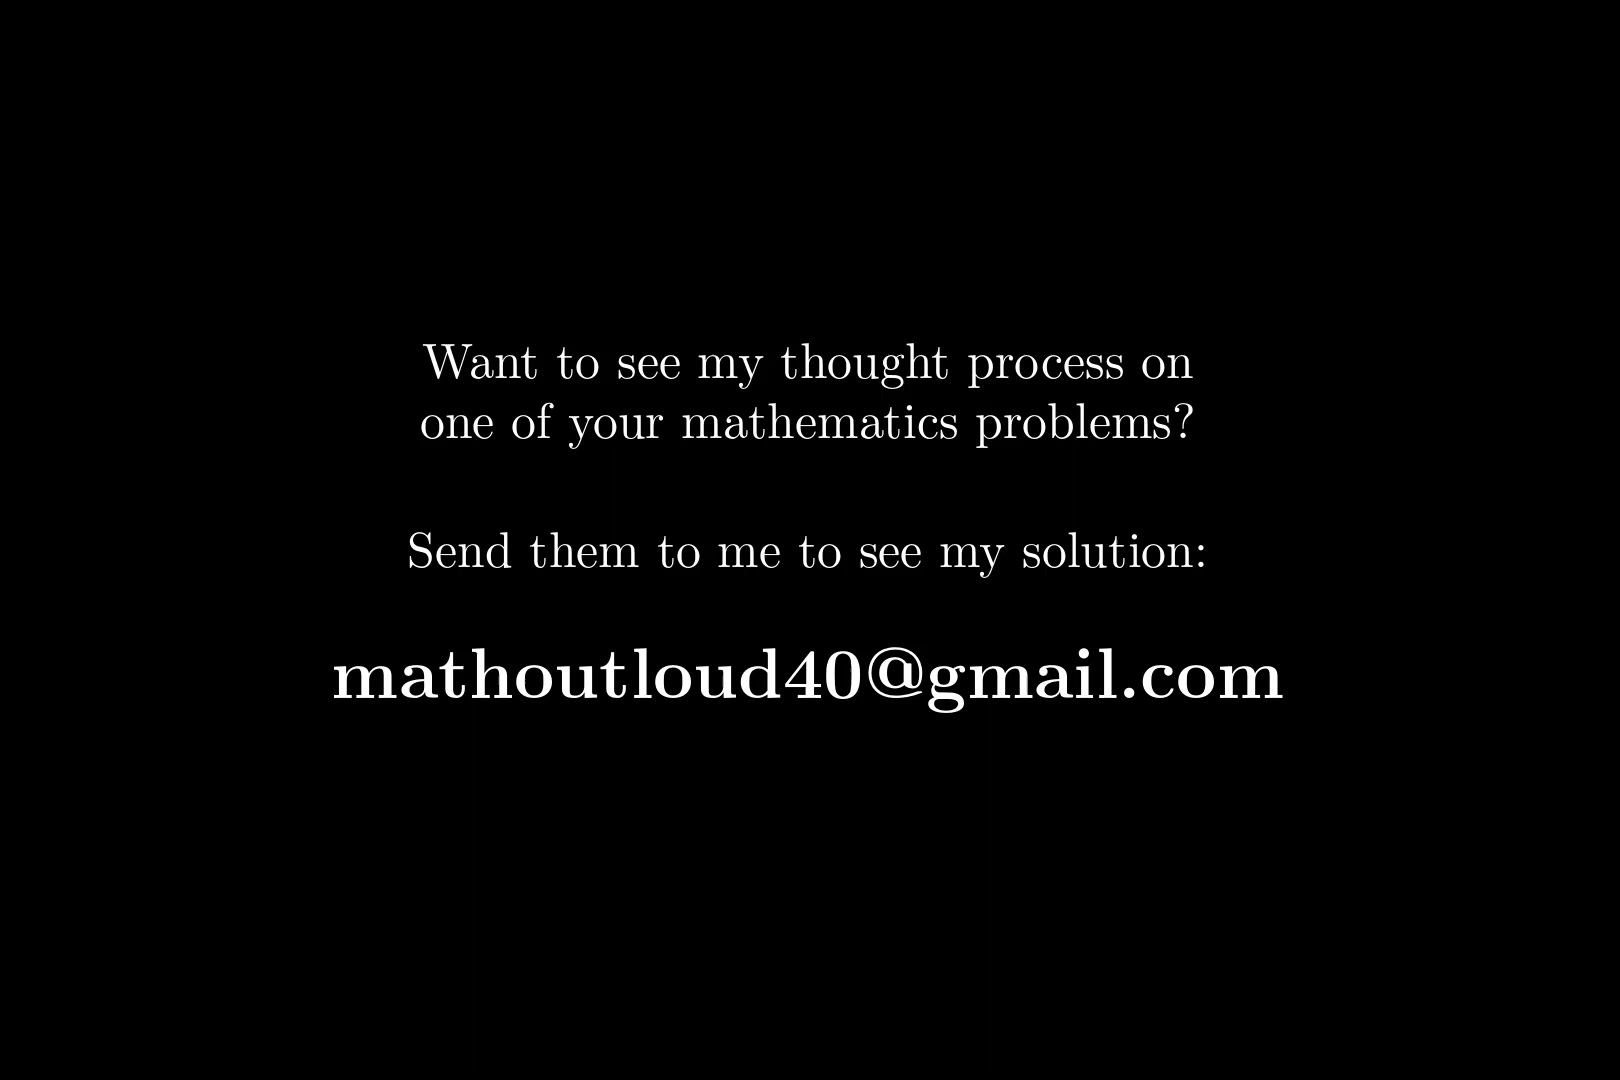 Want to see my thought process on
one of your mathematics problems?
Send them to me to see my solution:
mathoutloud40@gmail.com